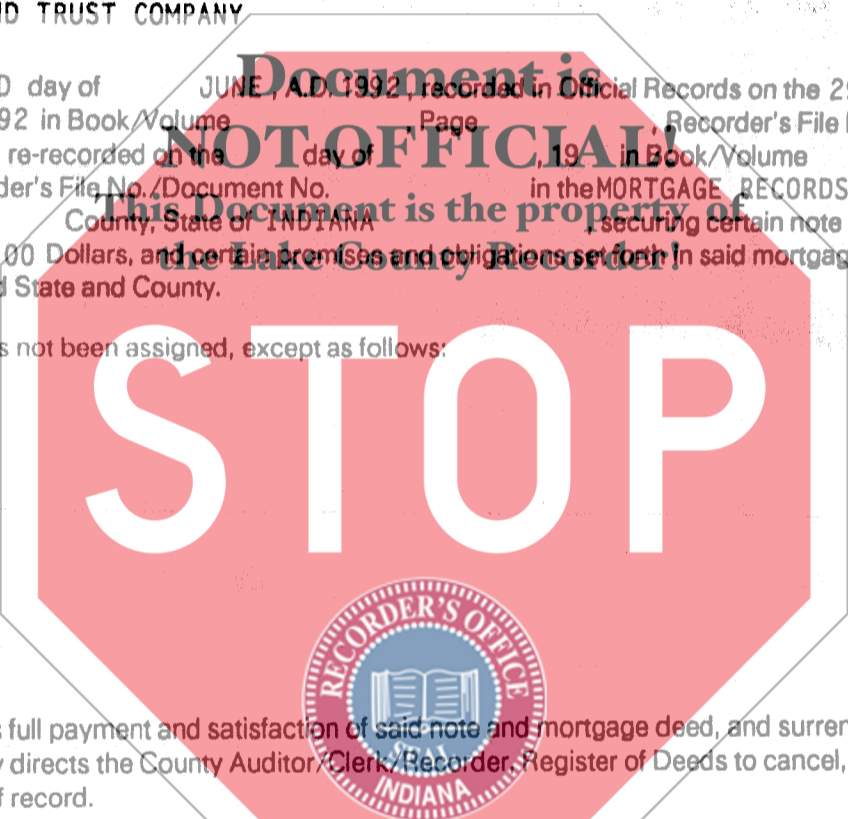 ND TRUST COMPANY
D day of JUNE , A.D. 1992 , recorded in Official Records on the 2
92 in Book/Volume , Page , Recorder's File
re-recorded on the day of , 19 in Book/Volume
der's File No./Document No. in the MORTGAGE RECORDS
County, State of INDIANA , securing certain note
00 Dollars, and certain promises and obligations set forth in said mortgag
d State and County.
s not been assigned, except as follows:
s full payment and satisfaction of said note and mortgage deed, and surren
y directs the County Auditor/Clerk/Recorder, Register of Deeds to cancel,
f record.
Document is
NOT OFFICIAL!
This Document is the property of
the Lake County Recorder!
STOP
RECORDER'S OFFICE
SEAL
INDIANA